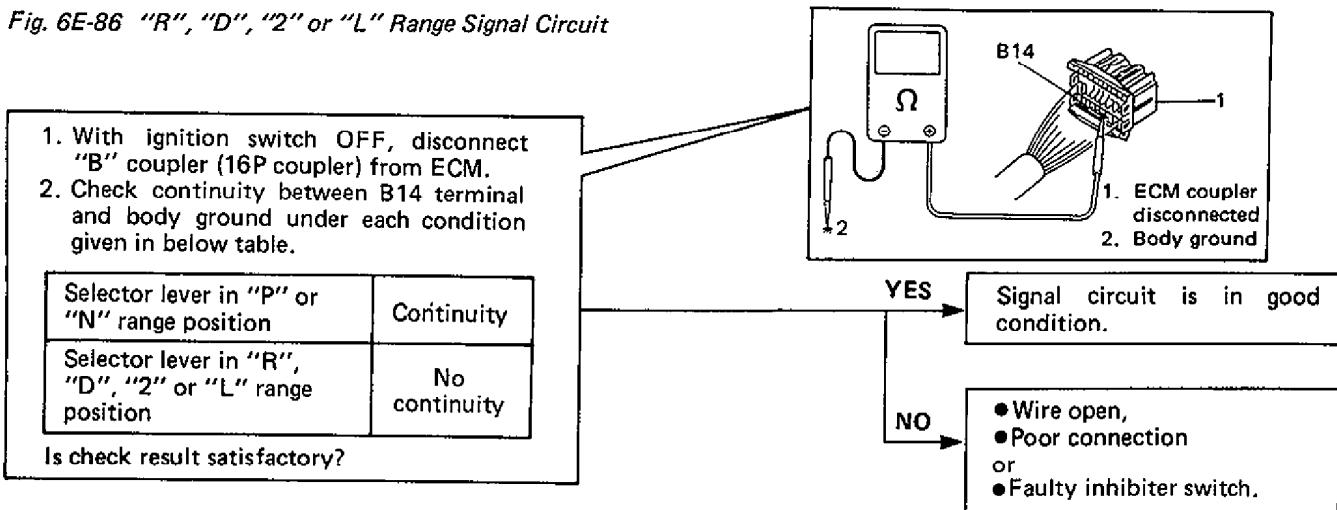 Fig. 6E-86 "R", "D", "2" or "L" Range Signal Circuit
1. With ignition switch OFF, disconnect
"B" coupler (16P coupler) from ECM.
2. Check continuity between B14 terminal
and body ground under each condition
given in below table.
Selector lever in "P" or
"N" range position
Continuity
Selector lever in "R",
"D", "2" or "L" range
position
No
continuity
Is check result satisfactory?
B14
Ω
⊖ ⊕
1
2
1. ECM coupler
disconnected
2. Body ground
YES
Signal circuit is in good
condition.
NO
●Wire open,
●Poor connection
or
●Faulty inhibiter switch.